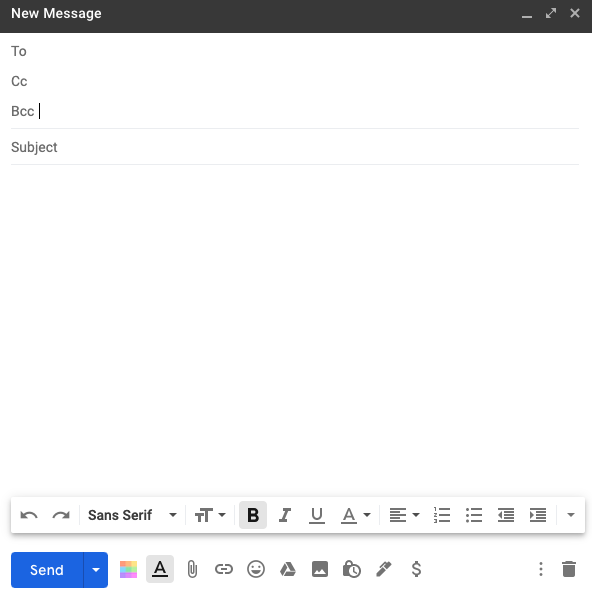 New Message
To
Cc
Bcc
Subject
Sans Serif
Send